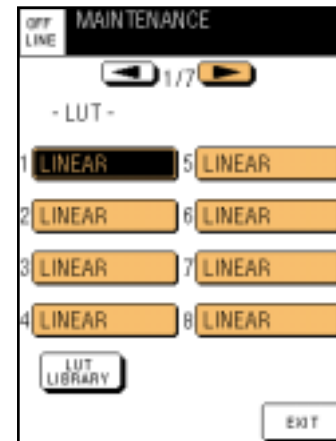 OFF LINE MAINTENANCE
1/7
- LUT -
1 LINEAR 5 LINEAR
2 LINEAR 6 LINEAR
3 LINEAR 7 LINEAR
4 LINEAR 8 LINEAR
LUT
LIBRARY
EXIT